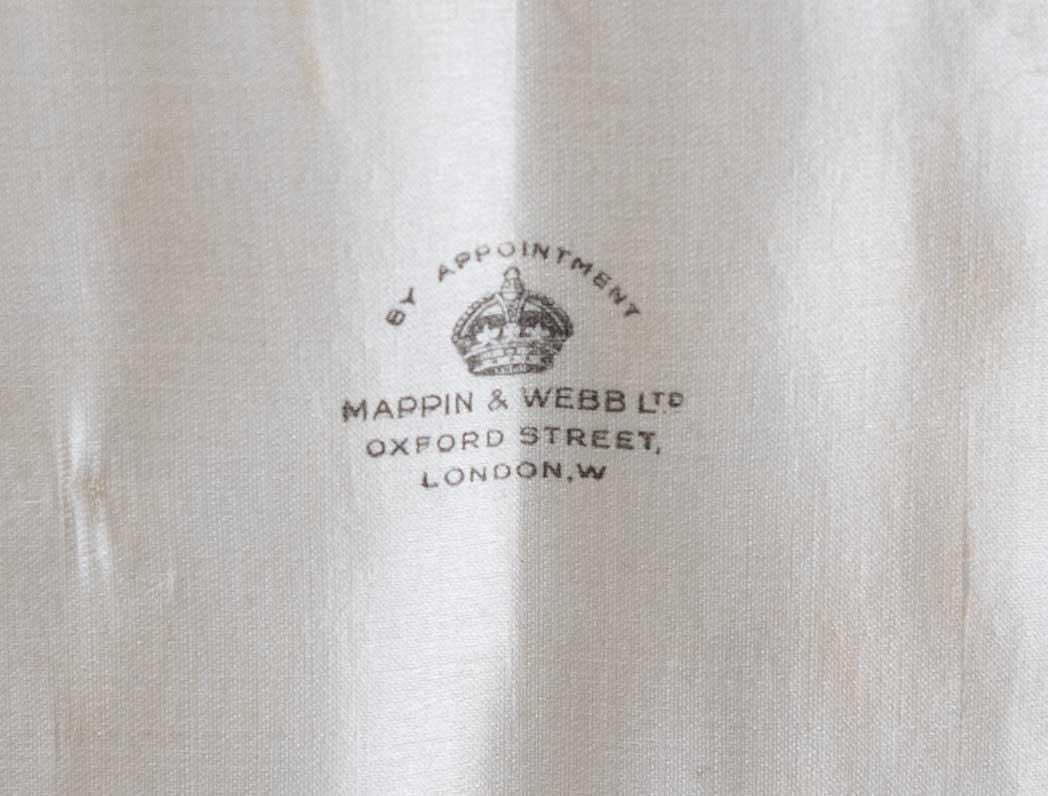 BY APPOINTMENT
MAPPIN & WEBB LTD
OXFORD STREET,
LONDON, W